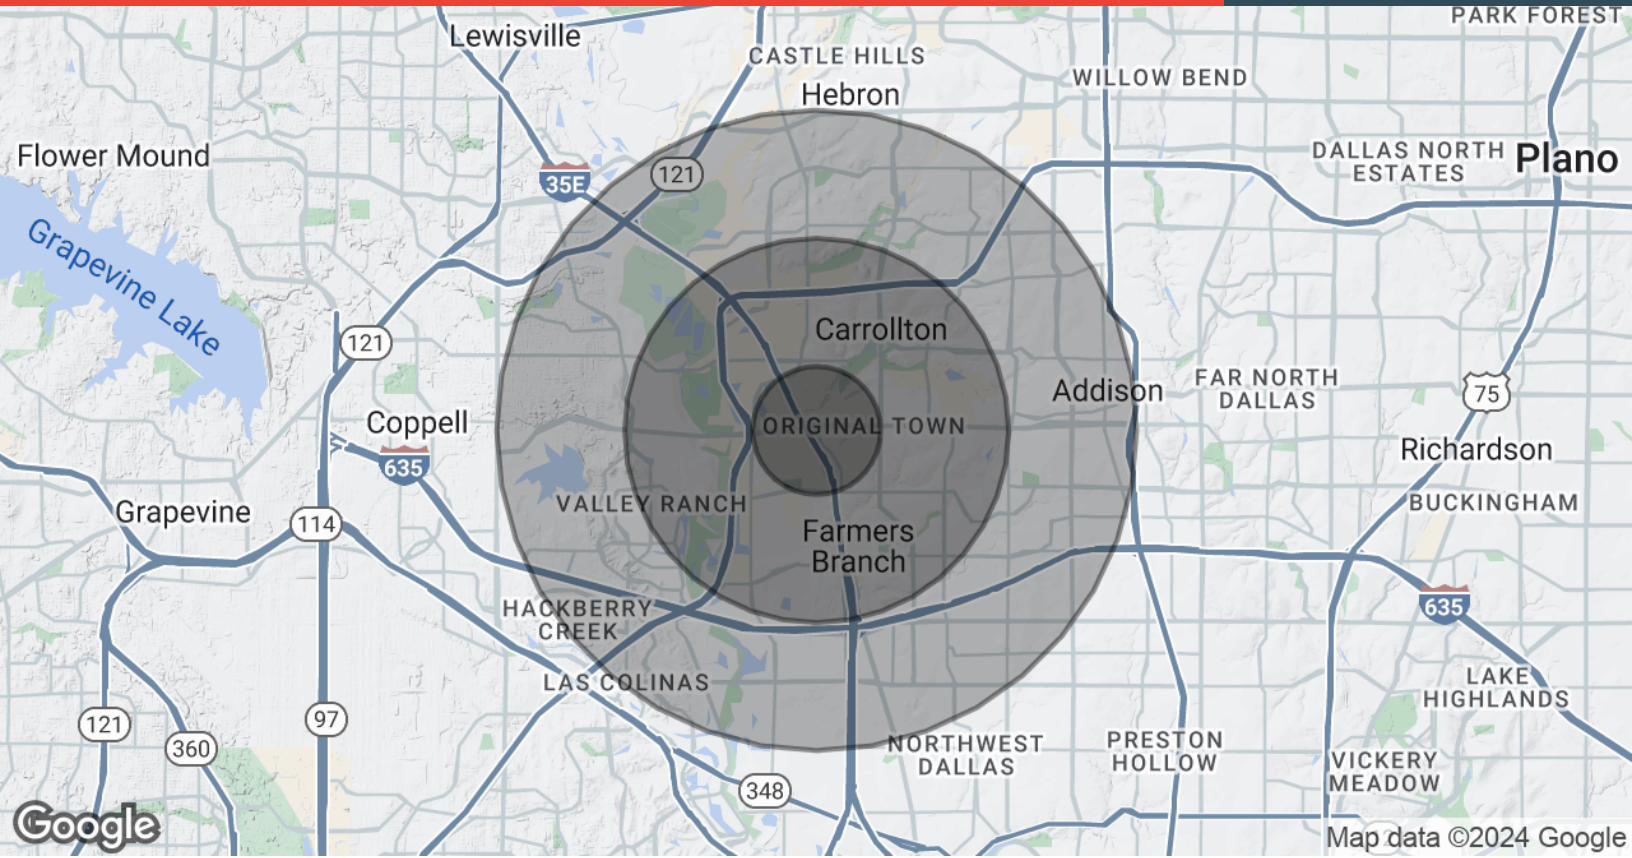 PARK FOREST
Lewisville
CASTLE HILLS
WILLOW BEND
Hebron
Flower Mound
DALLAS NORTH
ESTATES
Plano
121
35E
Grapevine Lake
121
Carrollton
FAR NORTH
DALLAS
Addison
75
Coppell
ORIGINAL TOWN
Richardson
635
VALLEY RANCH
BUCKINGHAM
Grapevine
114
Farmers
Branch
HACKBERRY
CREEK
635
LAS COLINAS
LAKE
HIGHLANDS
121
97
360
NORTHWEST
DALLAS
PRESTON
HOLLOW
VICKERY
MEADOW
348
Google
Map data ©2024 Google